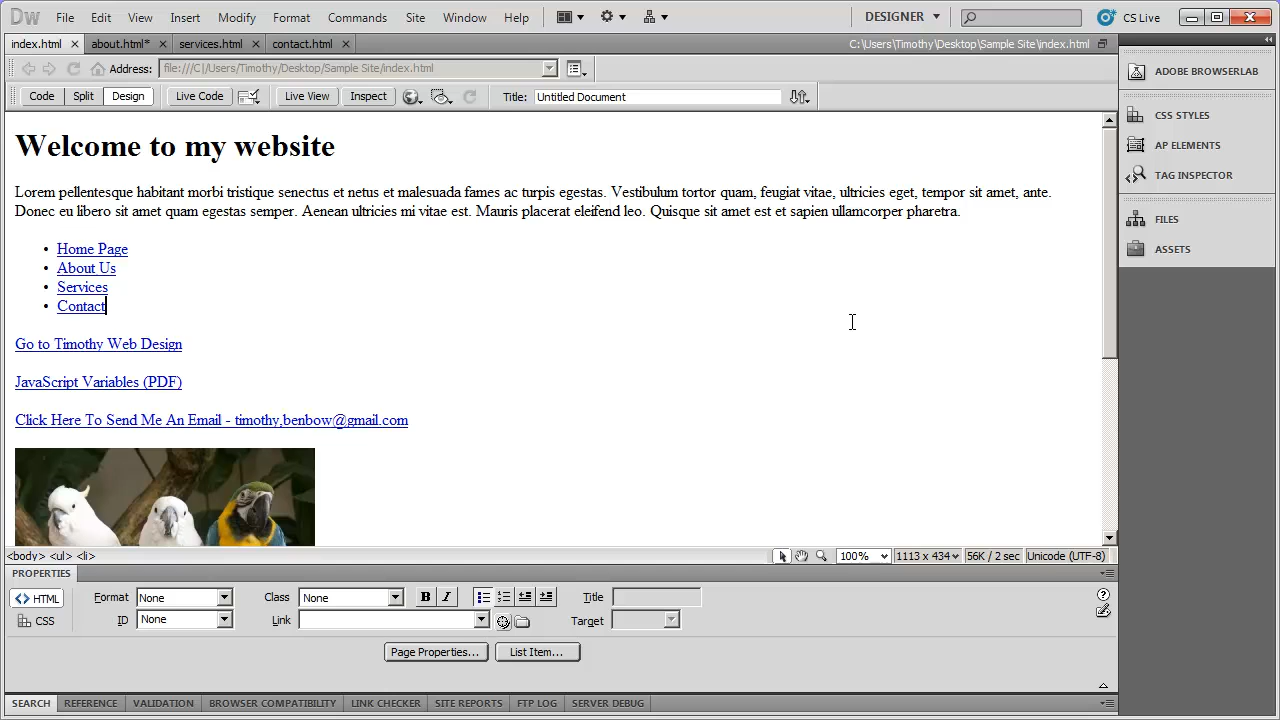 Dw File Edit View Insert Modify Format Commands Site Window Help DESIGNER CS Live
index.html about.html* services.html contact.html C:\Users\Timothy\Desktop\Sample Site\index.html
Address: file:///C|/Users/Timothy/Desktop/Sample Site/index.html
Code Split Design Live Code Live View Inspect Title: Untitled Document
ADOBE BROWSERLAB
CSS STYLES
AP ELEMENTS
TAG INSPECTOR
FILES
ASSETS
Welcome to my website
Lorem pellentesque habitant morbi tristique senectus et netus et malesuada fames ac turpis egestas. Vestibulum tortor quam, feugiat vitae, ultricies eget, tempor sit amet, ante.
Donec eu libero sit amet quam egestas semper. Aenean ultricies mi vitae est. Mauris placerat eleifend leo. Quisque sit amet est et sapien ullamcorper pharetra.
• Home Page
• About Us
• Services
• Contact
Go to Timothy Web Design
JavaScript Variables (PDF)
Click Here To Send Me An Email - timothy,benbow@gmail.com
<body> <ul> <li> 100% 1113 x 434 56K / 2 sec Unicode (UTF-8)
PROPERTIES
<> HTML Format None Class None B I Title
CSS ID None Link Target
Page Properties... List Item...
SEARCH REFERENCE VALIDATION BROWSER COMPATIBILITY LINK CHECKER SITE REPORTS FTP LOG SERVER DEBUG